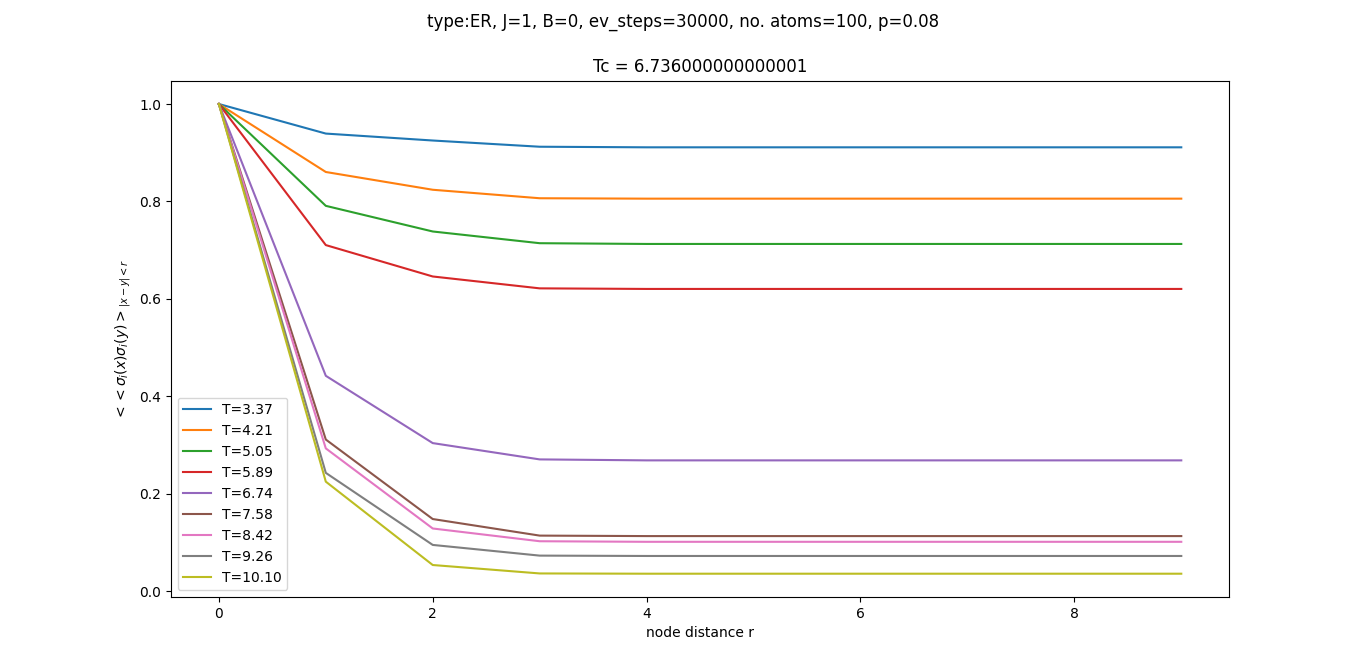 type:ER, J=1, B=0, ev_steps=30000, no. atoms=100, p=0.08
Tc = 6.736000000000001
1.0
0.8
0.6
0.4
0.2
0.0
< < σi(x)σi(y) > |x − y| < r
T=3.37
T=4.21
T=5.05
T=5.89
T=6.74
T=7.58
T=8.42
T=9.26
T=10.10
0 2 4 6 8
node distance r